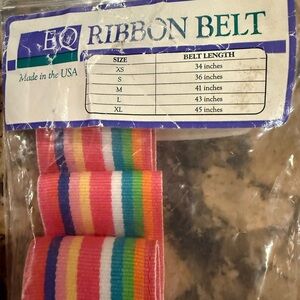 EQ RIBBON BELT
Made in the USA
SIZE BELT LENGTH
XS 34 inches
S 36 inches
M 41 inches
L 43 inches
XL 45 inches